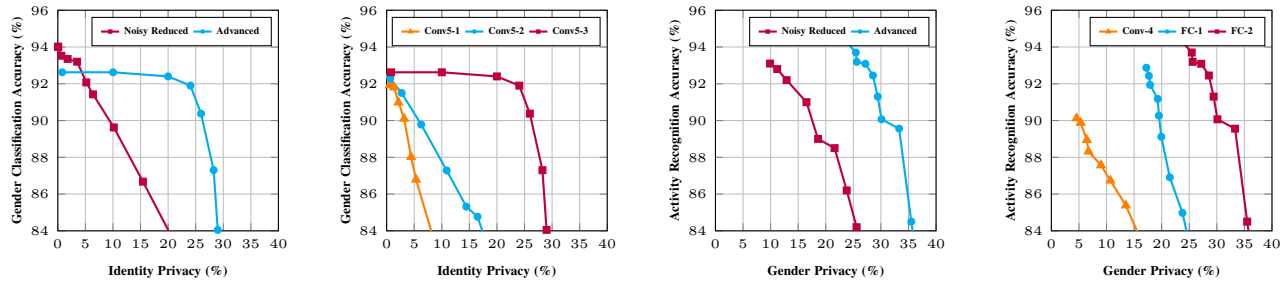 Gender Classification Accuracy (%)
96
94
92
90
88
86
84
Noisy Reduced Advanced
0 5 10 15 20 25 30 35 40
Identity Privacy (%)
Gender Classification Accuracy (%)
96
94
92
90
88
86
84
Conv5-1 Conv5-2 Conv5-3
0 5 10 15 20 25 30 35 40
Identity Privacy (%)
Activity Recognition Accuracy (%)
96
94
92
90
88
86
84
Noisy Reduced Advanced
0 5 10 15 20 25 30 35 40
Gender Privacy (%)
Activity Recognition Accuracy (%)
96
94
92
90
88
86
84
Conv-4 FC-1 FC-2
0 5 10 15 20 25 30 35 40
Gender Privacy (%)